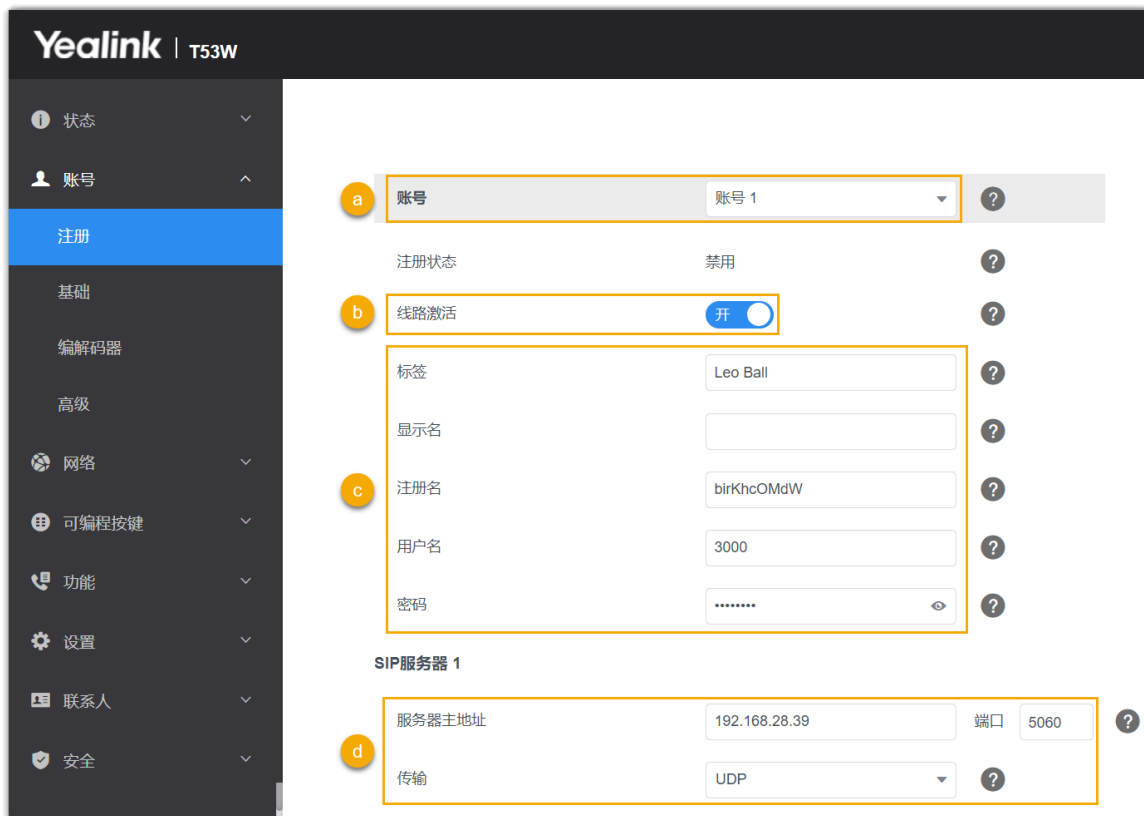 Yealink | T53W
状态
账号
注册
基础
编解码器
高级
网络
可编程按键
功能
设置
联系人
安全
a 账号 账号 1 ?
注册状态 禁用 ?
b 线路激活 开 ?
标签 Leo Ball ?
显示名 ?
c 注册名 birKhcOMdW ?
用户名 3000 ?
密码 •••••••• ?
SIP服务器 1
服务器主地址 192.168.28.39 端口 5060 ?
d
传输 UDP ?